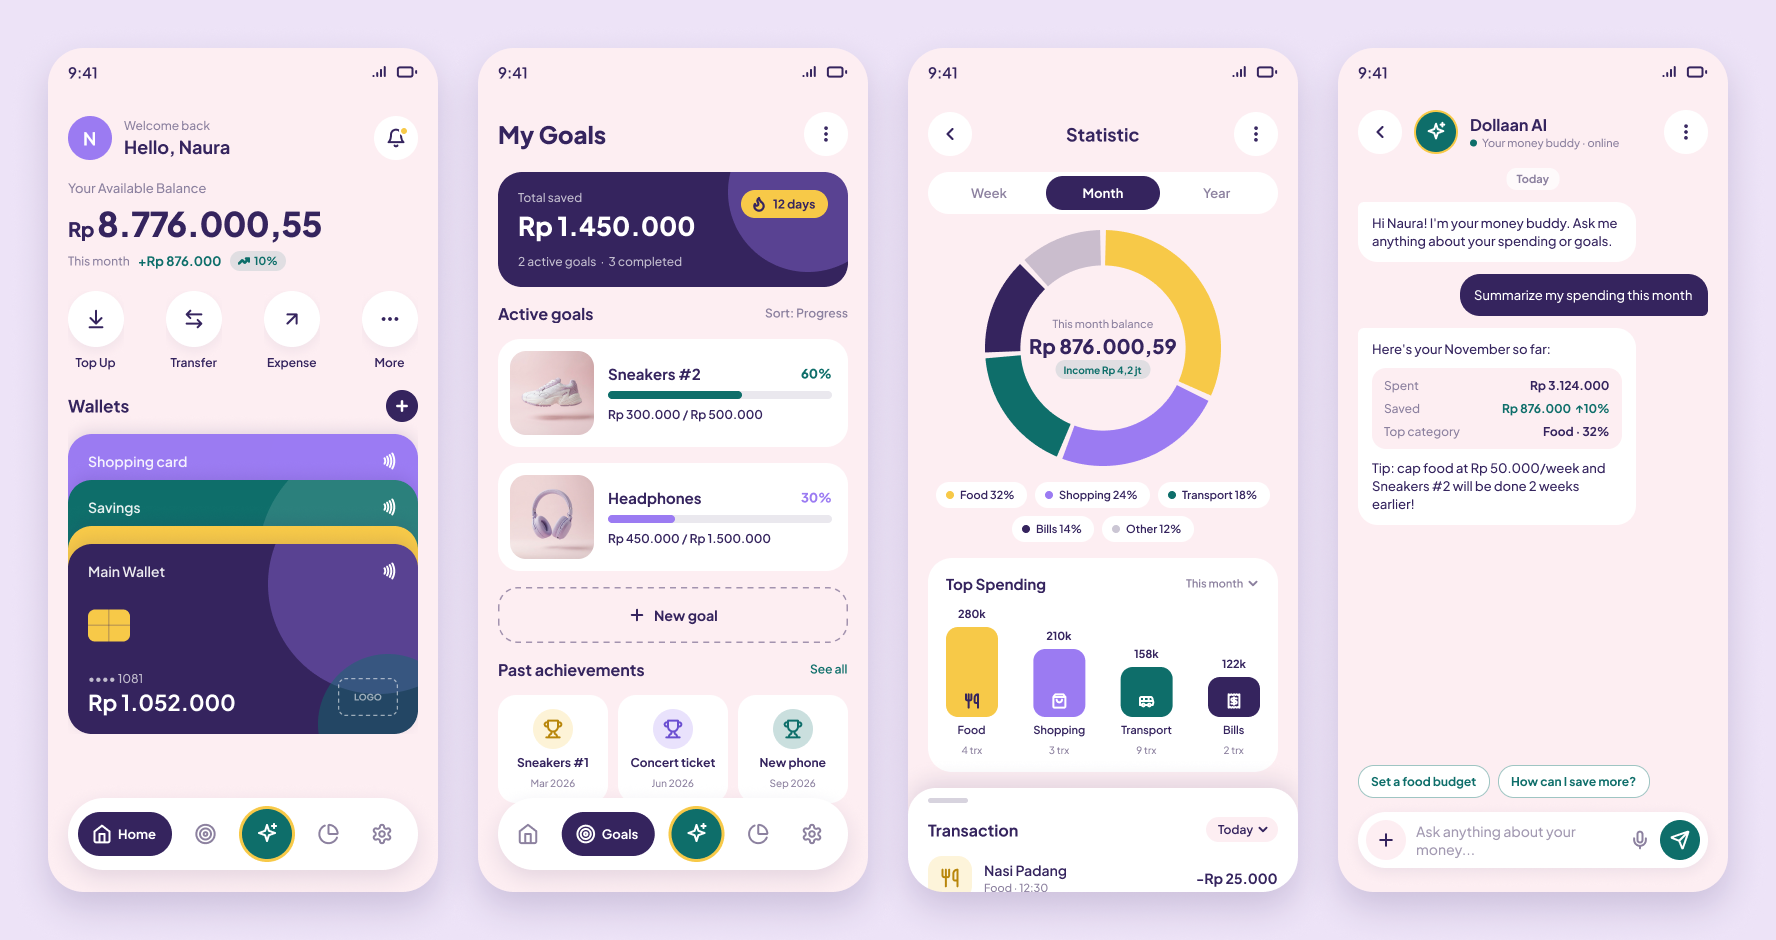 9:41
N
Welcome back
Hello, Naura
Your Available Balance
Rp 8.776.000,55
This month +Rp 876.000 10%
Top Up
Transfer
Expense
More
Wallets
Shopping card
Savings
Main Wallet
•••• 1081
Rp 1.052.000
LOGO
Home
9:41
My Goals
Total saved
12 days
Rp 1.450.000
2 active goals · 3 completed
Active goals
Sort: Progress
Sneakers #2
60%
Rp 300.000 / Rp 500.000
Headphones
30%
Rp 450.000 / Rp 1.500.000
New goal
Past achievements
See all
Sneakers #1
Mar 2026
Concert ticket
Jun 2026
New phone
Sep 2026
Goals
9:41
Statistic
Week
Month
Year
This month balance
Rp 876.000,59
Income Rp 4,2 jt
Food 32%
Shopping 24%
Transport 18%
Bills 14%
Other 12%
Top Spending
This month
280k
210k
158k
122k
Food
Shopping
Transport
Bills
4 trx
3 trx
9 trx
2 trx
Transaction
Today
Nasi Padang
Food · 12:30
-Rp 25.000
9:41
Dollaan AI
Your money buddy · online
Today
Hi Naura! I'm your money buddy. Ask me
anything about your spending or goals.
Summarize my spending this month
Here's your November so far:
Spent
Rp 3.124.000
Saved
Rp 876.000 ↑10%
Top category
Food · 32%
Tip: cap food at Rp 50.000/week and
Sneakers #2 will be done 2 weeks
earlier!
Set a food budget
How can I save more?
Ask anything about your
money...